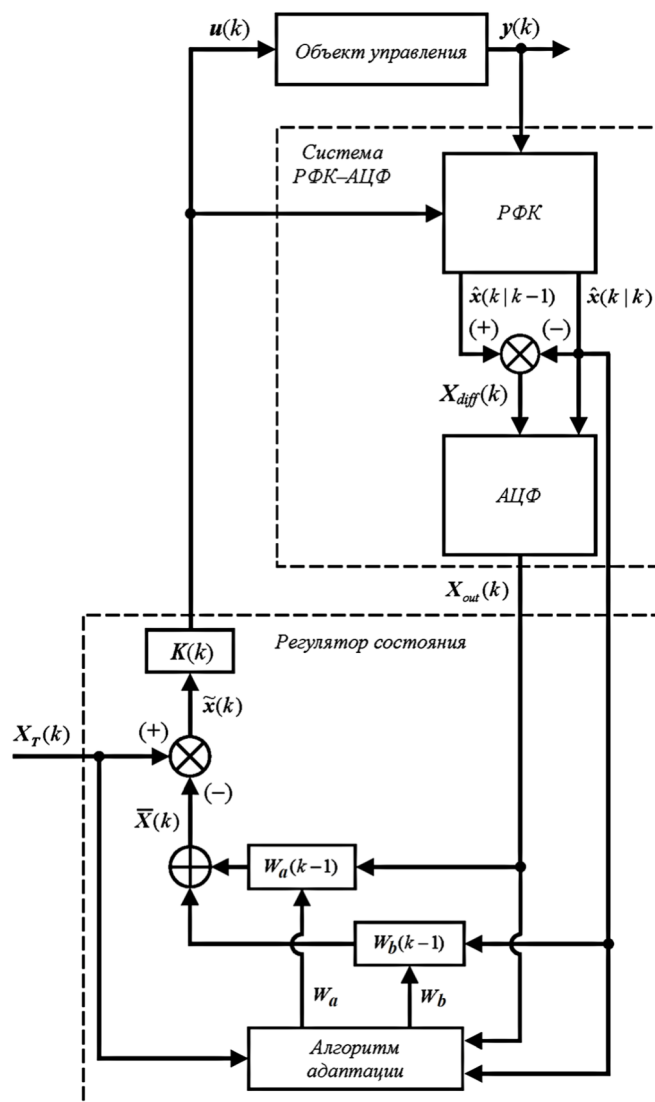 u(k)
Объект управления
y(k)
Система
РФК–АЦФ
РФК
x̂(k | k−1)
x̂(k | k)
(+)
(−)
X_diff(k)
АЦФ
X_out(k)
Регулятор состояния
K(k)
x̃(k)
X_T(k)
(+)
(−)
X̄(k)
W_a(k−1)
W_b(k−1)
W_a
W_b
Алгоритм
адаптации